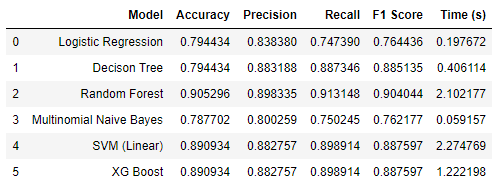 Model Accuracy Precision Recall F1 Score Time (s)
0 Logistic Regression 0.794434 0.838380 0.747390 0.764436 0.197672
1 Decison Tree 0.794434 0.883188 0.887346 0.885135 0.406114
2 Random Forest 0.905296 0.898335 0.913148 0.904044 2.102177
3 Multinomial Naive Bayes 0.787702 0.800259 0.750245 0.762177 0.059157
4 SVM (Linear) 0.890934 0.882757 0.898914 0.887597 2.274769
5 XG Boost 0.890934 0.882757 0.898914 0.887597 1.222198